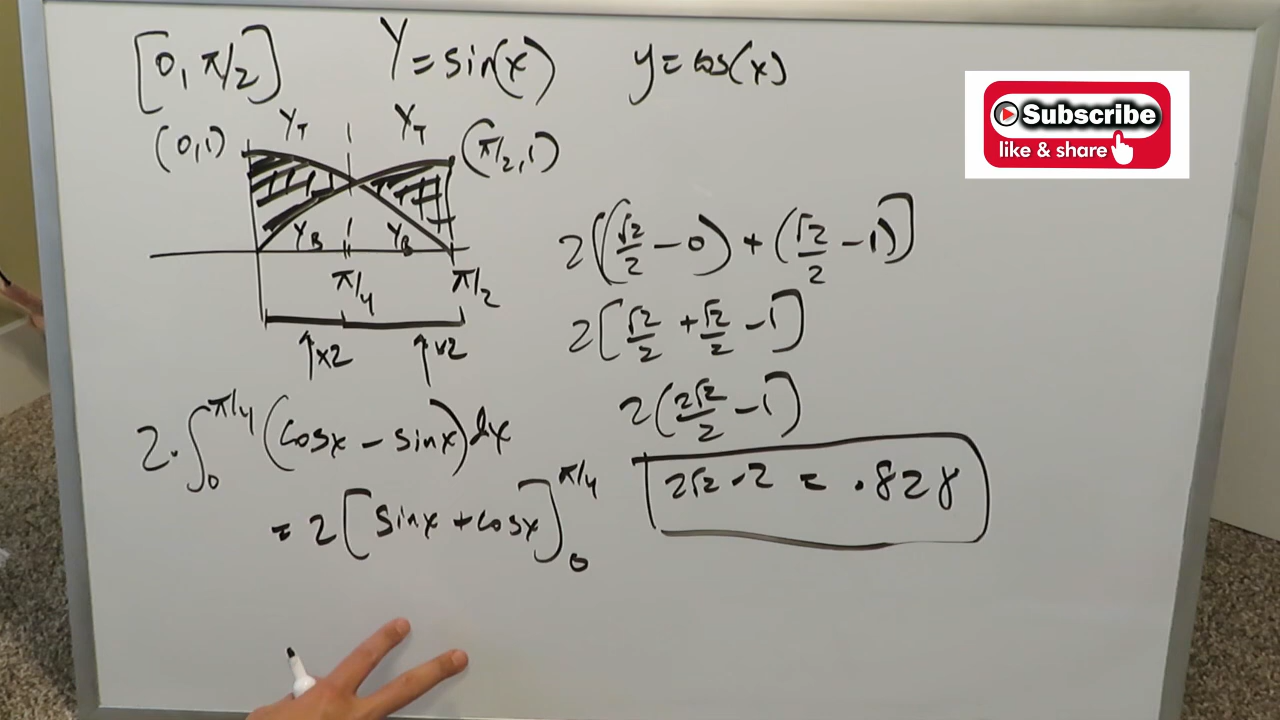 [0, π/2] Y=sin(x) y=cos(x)
Subscribe
like & share
(0,1) Y_T Y_T (π/2, 1)
Y_B Y_B
π/4 π/2
x2 x2
2·∫_0^{π/4} (cosx - sinx)dx
= 2[sinx + cosx]_0^{π/4}
2((√2/2 - 0) + (√2/2 - 1)]
2[√2/2 + √2/2 - 1]
2(2√2/2 - 1)
2√2 - 2 = .828